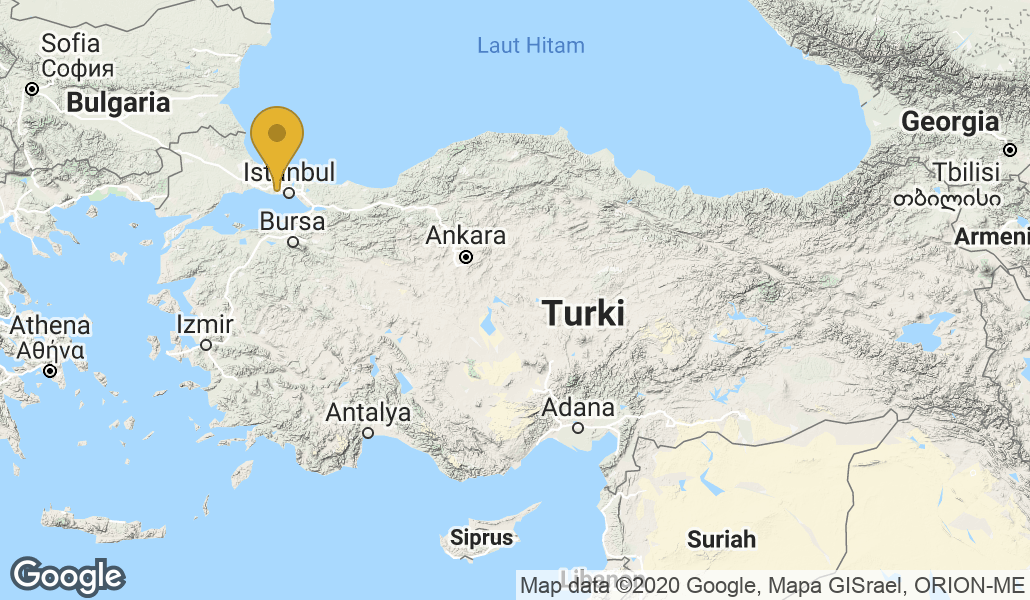 Laut Hitam
Sofia
София
Bulgaria
Georgia
Tbilisi
თბილისი
Istanbul
Bursa
Ankara
Armeni
Turki
Athena
Αθήνα
Izmir
Antalya
Adana
Siprus
Suriah
Libanon
Google
Map data ©2020 Google, Mapa GISrael, ORION-ME